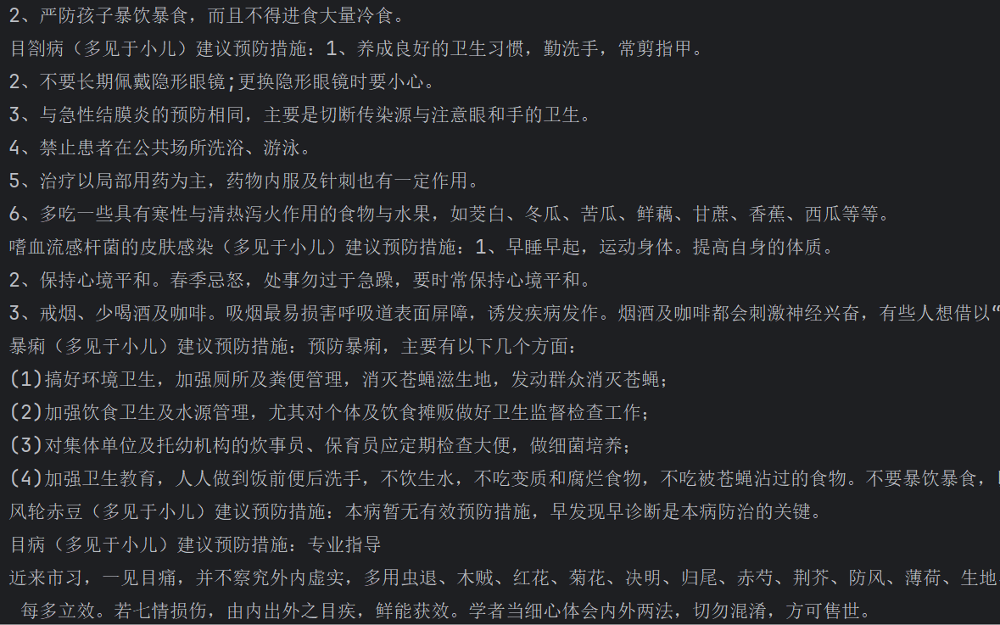 2、严防孩子暴饮暴食，而且不得进食大量冷食。
目劄病（多见于小儿）建议预防措施：1、养成良好的卫生习惯，勤洗手，常剪指甲。
2、不要长期佩戴隐形眼镜;更换隐形眼镜时要小心。
3、与急性结膜炎的预防相同，主要是切断传染源与注意眼和手的卫生。
4、禁止患者在公共场所洗浴、游泳。
5、治疗以局部用药为主，药物内服及针刺也有一定作用。
6、多吃一些具有寒性与清热泻火作用的食物与水果，如茭白、冬瓜、苦瓜、鲜藕、甘蔗、香蕉、西瓜等等。
嗜血流感杆菌的皮肤感染（多见于小儿）建议预防措施：1、早睡早起，运动身体。提高自身的体质。
2、保持心境平和。春季忌怒，处事勿过于急躁，要时常保持心境平和。
3、戒烟、少喝酒及咖啡。吸烟最易损害呼吸道表面屏障，诱发疾病发作。烟酒及咖啡都会刺激神经兴奋，有些人想借以“
暴痢（多见于小儿）建议预防措施：预防暴痢，主要有以下几个方面：
(1)搞好环境卫生，加强厕所及粪便管理，消灭苍蝇滋生地，发动群众消灭苍蝇；
(2)加强饮食卫生及水源管理，尤其对个体及饮食摊贩做好卫生监督检查工作；
(3)对集体单位及托幼机构的炊事员、保育员应定期检查大便，做细菌培养；
(4)加强卫生教育，人人做到饭前便后洗手，不饮生水，不吃变质和腐烂食物，不吃被苍蝇沾过的食物。不要暴饮暴食，
风轮赤豆（多见于小儿）建议预防措施：本病暂无有效预防措施，早发现早诊断是本病防治的关键。
目病（多见于小儿）建议预防措施：专业指导
近来市习，一见目痛，并不察究外内虚实，多用虫退、木贼、红花、菊花、决明、归尾、赤芍、荆芥、防风、薄荷、生地
每多立效。若七情损伤，由内出外之目疾，鲜能获效。学者当细心体会内外两法，切勿混淆，方可售世。